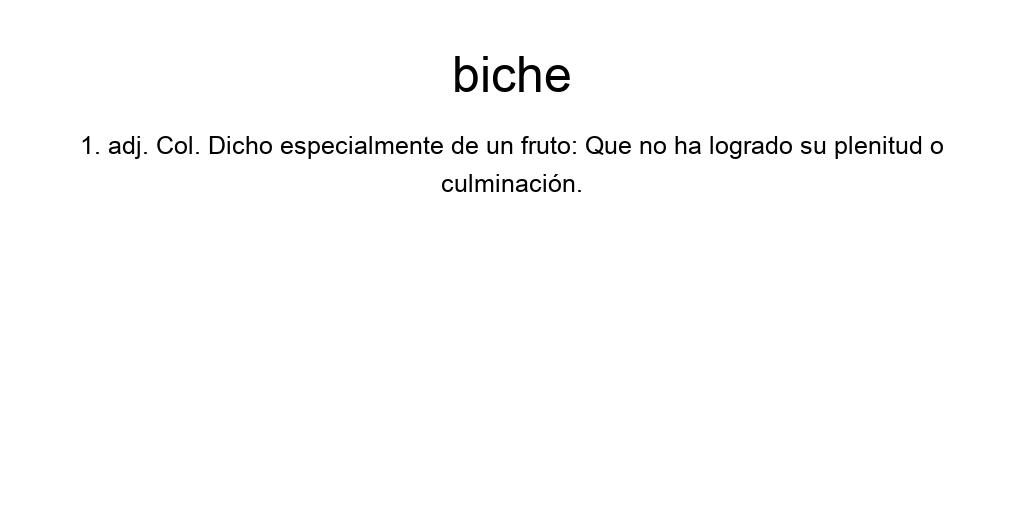 biche
1. adj. Col. Dicho especialmente de un fruto: Que no ha logrado su plenitud o
culminación.